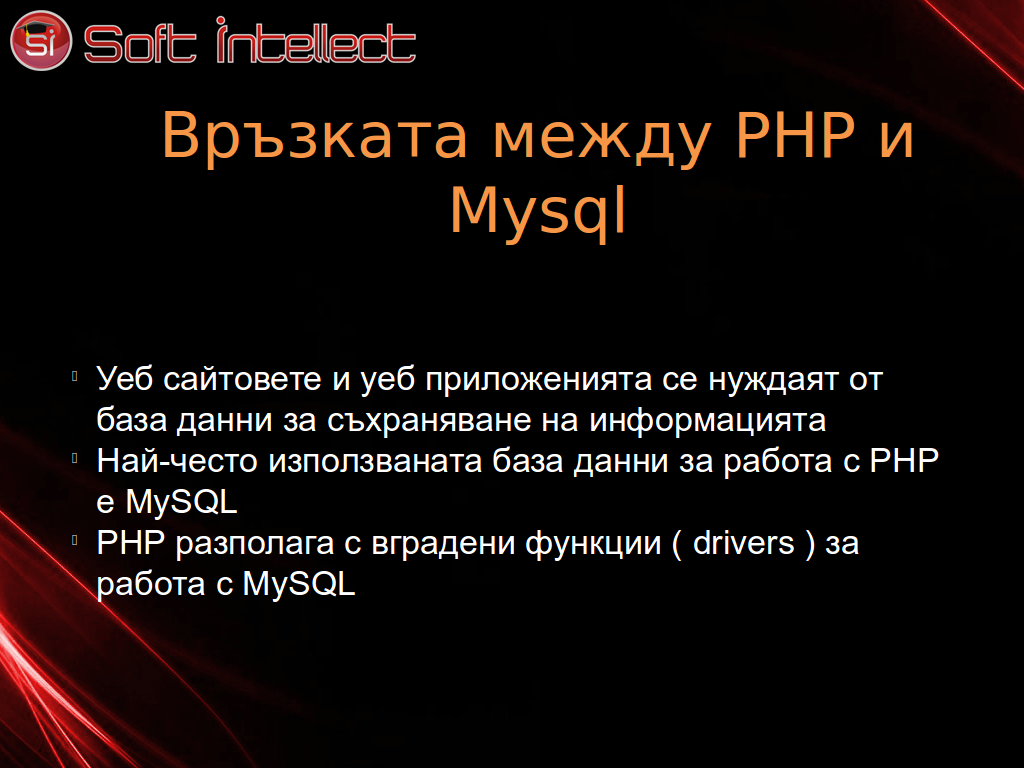 Si Soft Intellect
Връзката между PHP и
Mysql
Уеб сайтовете и уеб приложенията се нуждаят от
база данни за съхраняване на информацията
Най-често използваната база данни за работа с PHP
е MySQL
PHP разполага с вградени функции ( drivers ) за
работа с MySQL